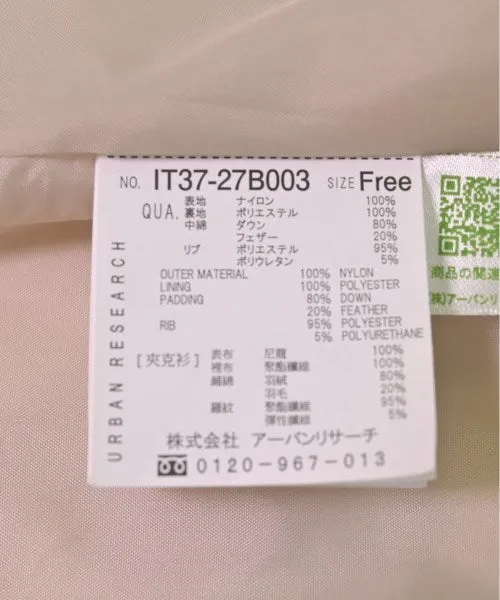 NO. IT37-27B003 SIZE Free
QUA. 表地 ナイロン 100%
裏地 ポリエステル 100%
中綿 ダウン 80%
フェザー 20%
リブ ポリエステル 95%
ポリウレタン 5%
OUTER MATERIAL 100% NYLON
LINING 100% POLYESTER
PADDING 80% DOWN
20% FEATHER
RIB 95% POLYESTER
5% POLYURETHANE
[夾克衫] 表布 尼龍 100%
裡布 聚酯纖維 100%
鋪綿 羽絨 80%
羽毛 20%
羅紋 聚酯纖維 95%
彈性纖維 5%
株式会社 アーバンリサーチ
0120-967-013
URBAN RESEARCH
商品の関連
(株)アーバンリ